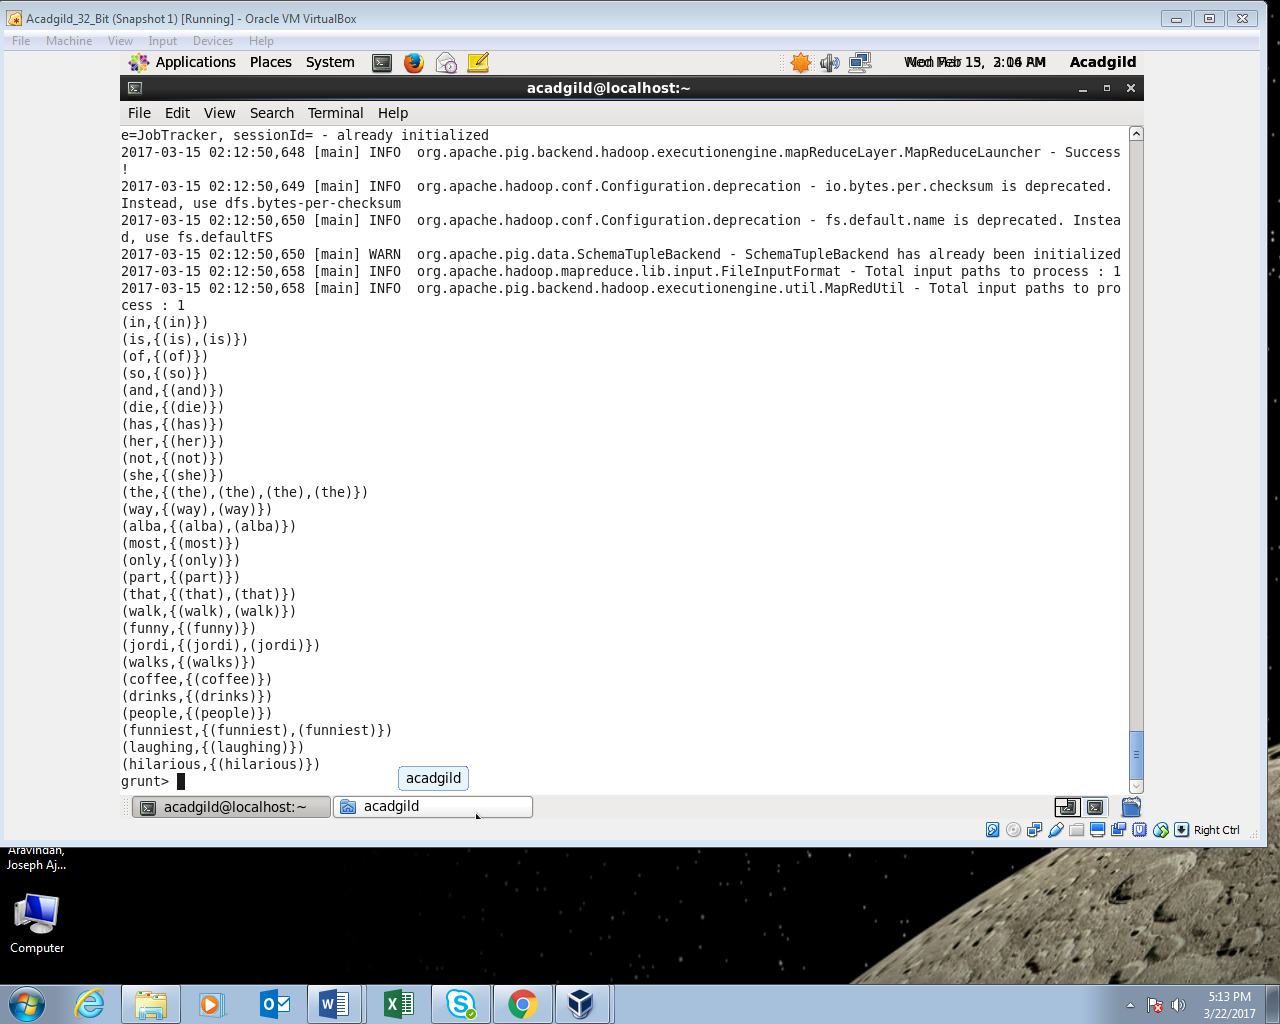 Acadgild_32_Bit (Snapshot 1) [Running] - Oracle VM VirtualBox
File Machine View Input Devices Help
Applications Places System
Acadgild
acadgild@localhost:~
File Edit View Search Terminal Help
e=JobTracker, sessionId= - already initialized
2017-03-15 02:12:50,648 [main] INFO  org.apache.pig.backend.hadoop.executionengine.mapReduceLayer.MapReduceLauncher - Success
!
2017-03-15 02:12:50,649 [main] INFO  org.apache.hadoop.conf.Configuration.deprecation - io.bytes.per.checksum is deprecated.
Instead, use dfs.bytes-per-checksum
2017-03-15 02:12:50,650 [main] INFO  org.apache.hadoop.conf.Configuration.deprecation - fs.default.name is deprecated. Instea
d, use fs.defaultFS
2017-03-15 02:12:50,650 [main] WARN  org.apache.pig.data.SchemaTupleBackend - SchemaTupleBackend has already been initialized
2017-03-15 02:12:50,658 [main] INFO  org.apache.hadoop.mapreduce.lib.input.FileInputFormat - Total input paths to process : 1
2017-03-15 02:12:50,658 [main] INFO  org.apache.pig.backend.hadoop.executionengine.util.MapRedUtil - Total input paths to pro
cess : 1
(in,{(in)})
(is,{(is),(is)})
(of,{(of)})
(so,{(so)})
(and,{(and)})
(die,{(die)})
(has,{(has)})
(her,{(her)})
(not,{(not)})
(she,{(she)})
(the,{(the),(the),(the),(the)})
(way,{(way),(way)})
(alba,{(alba),(alba)})
(most,{(most)})
(only,{(only)})
(part,{(part)})
(that,{(that),(that)})
(walk,{(walk),(walk)})
(funny,{(funny)})
(jordi,{(jordi),(jordi)})
(walks,{(walks)})
(coffee,{(coffee)})
(drinks,{(drinks)})
(people,{(people)})
(funniest,{(funniest),(funniest)})
(laughing,{(laughing)})
(hilarious,{(hilarious)})
grunt>
acadgild
acadgild@localhost:~
acadgild
Right Ctrl
Aravindan,
Joseph Aj...
Computer
5:13 PM
3/22/2017